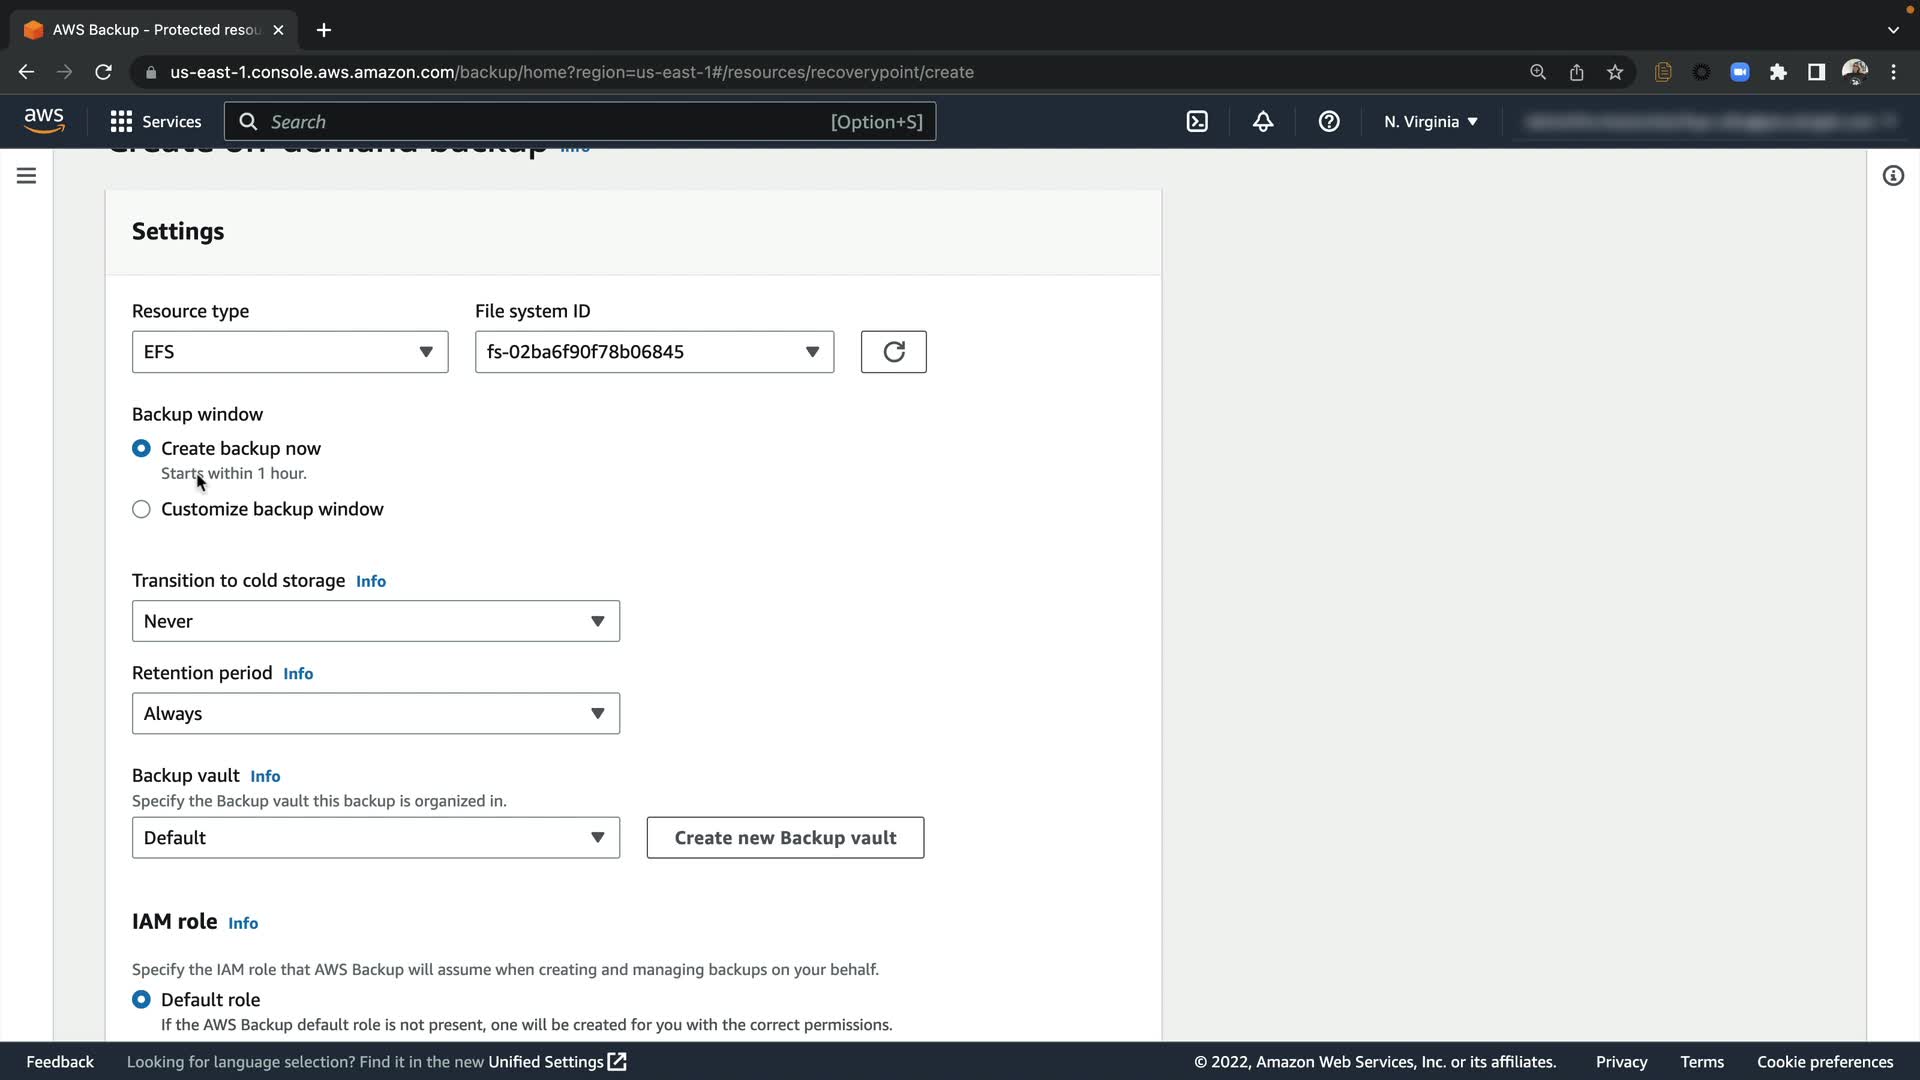 AWS Backup - Protected resou
us-east-1.console.aws.amazon.com/backup/home?region=us-east-1#/resources/recoverypoint/create
aws
Services
Search
[Option+S]
N. Virginia
Create on-demand backup Info
Settings
Resource type
File system ID
EFS
fs-02ba6f90f78b06845
Backup window
Create backup now
Starts within 1 hour.
Customize backup window
Transition to cold storage Info
Never
Retention period Info
Always
Backup vault Info
Specify the Backup vault this backup is organized in.
Default
Create new Backup vault
IAM role Info
Specify the IAM role that AWS Backup will assume when creating and managing backups on your behalf.
Default role
If the AWS Backup default role is not present, one will be created for you with the correct permissions.
Feedback
Looking for language selection? Find it in the new Unified Settings
© 2022, Amazon Web Services, Inc. or its affiliates.
Privacy
Terms
Cookie preferences